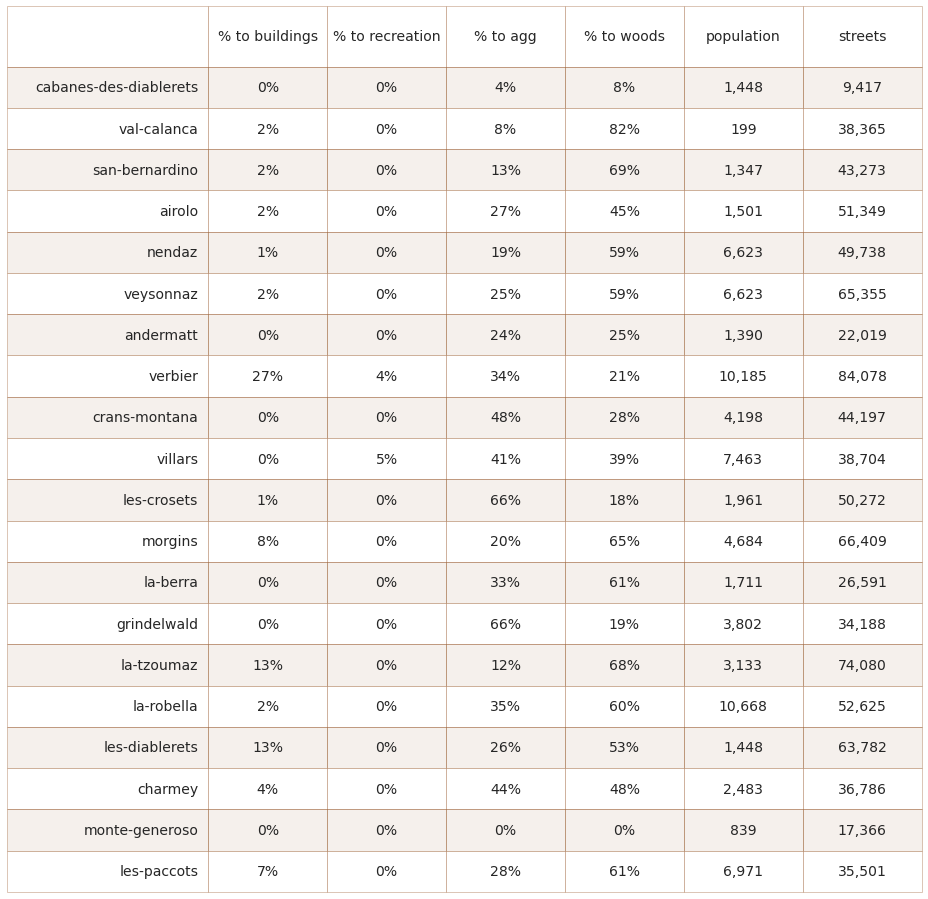 % to buildings % to recreation % to agg % to woods population streets
cabanes-des-diablerets 0% 0% 4% 8% 1,448 9,417
val-calanca 2% 0% 8% 82% 199 38,365
san-bernardino 2% 0% 13% 69% 1,347 43,273
airolo 2% 0% 27% 45% 1,501 51,349
nendaz 1% 0% 19% 59% 6,623 49,738
veysonnaz 2% 0% 25% 59% 6,623 65,355
andermatt 0% 0% 24% 25% 1,390 22,019
verbier 27% 4% 34% 21% 10,185 84,078
crans-montana 0% 0% 48% 28% 4,198 44,197
villars 0% 5% 41% 39% 7,463 38,704
les-crosets 1% 0% 66% 18% 1,961 50,272
morgins 8% 0% 20% 65% 4,684 66,409
la-berra 0% 0% 33% 61% 1,711 26,591
grindelwald 0% 0% 66% 19% 3,802 34,188
la-tzoumaz 13% 0% 12% 68% 3,133 74,080
la-robella 2% 0% 35% 60% 10,668 52,625
les-diablerets 13% 0% 26% 53% 1,448 63,782
charmey 4% 0% 44% 48% 2,483 36,786
monte-generoso 0% 0% 0% 0% 839 17,366
les-paccots 7% 0% 28% 61% 6,971 35,501